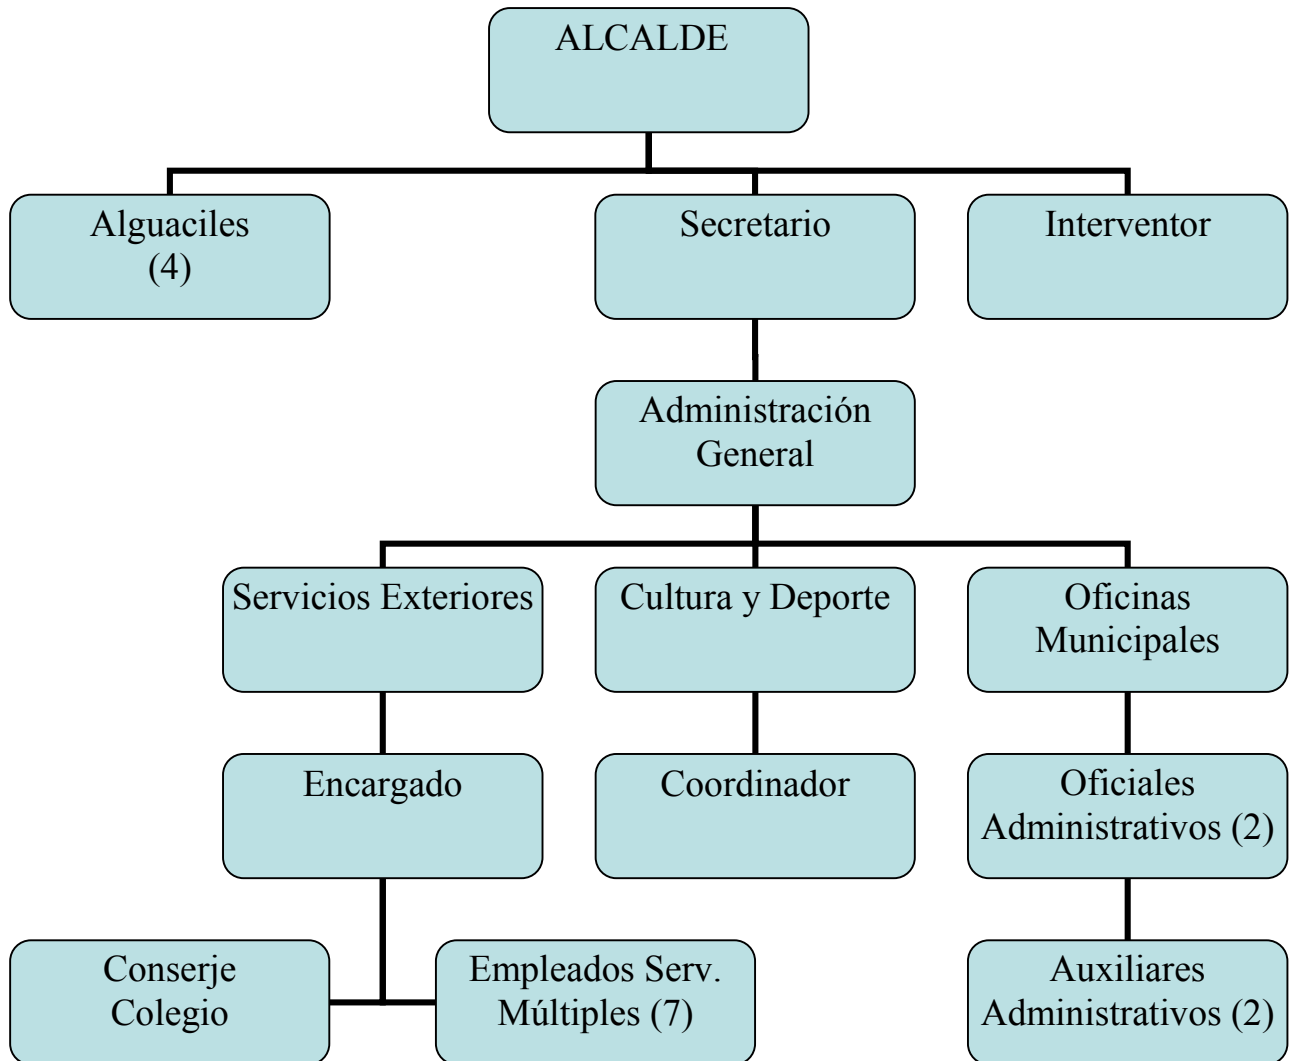 ALCALDE
Alguaciles
(4)
Secretario
Interventor
Administración
General
Servicios Exteriores
Cultura y Deporte
Oficinas
Municipales
Encargado
Coordinador
Oficiales
Administrativos (2)
Conserje
Colegio
Empleados Serv.
Múltiples (7)
Auxiliares
Administrativos (2)